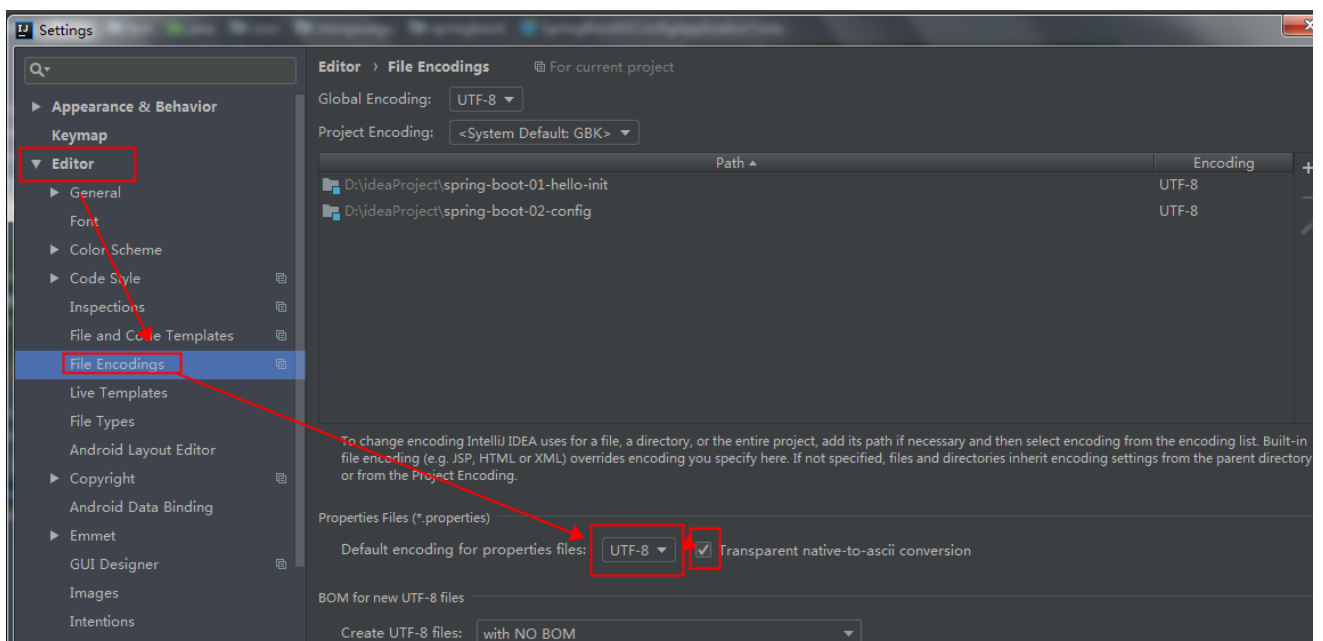 Settings
Appearance & Behavior
Keymap
Editor
General
Font
Color Scheme
Code Style
Inspections
File and Code Templates
File Encodings
Live Templates
File Types
Android Layout Editor
Copyright
Android Data Binding
Emmet
GUI Designer
Images
Intentions
Editor › File Encodings For current project
Global Encoding: UTF-8
Project Encoding: <System Default: GBK>
Path Encoding
D:\ideaProject\spring-boot-01-hello-init UTF-8
D:\ideaProject\spring-boot-02-config UTF-8
To change encoding IntelliJ IDEA uses for a file, a directory, or the entire project, add its path if necessary and then select encoding from the encoding list. Built-in
file encoding (e.g. JSP, HTML or XML) overrides encoding you specify here. If not specified, files and directories inherit encoding settings from the parent directory
or from the Project Encoding.
Properties Files (*.properties)
Default encoding for properties files: UTF-8 Transparent native-to-ascii conversion
BOM for new UTF-8 files
Create UTF-8 files: with NO BOM